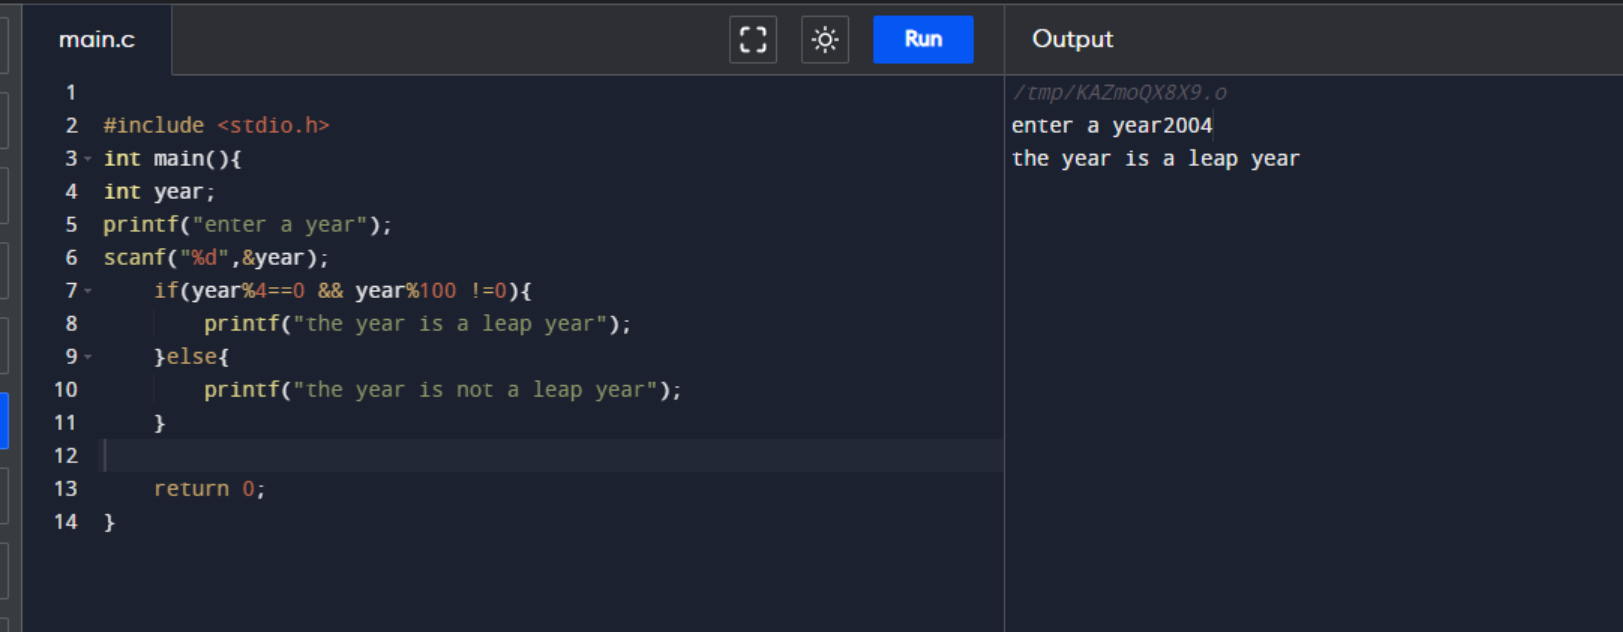 main.c
Run
Output
1
2 #include <stdio.h>
3 int main(){
4 int year;
5 printf("enter a year");
6 scanf("%d",&year);
7     if(year%4==0 && year%100 !=0){
8         printf("the year is a leap year");
9     }else{
10         printf("the year is not a leap year");
11     }
12
13     return 0;
14 }
/tmp/KAZmoQX8X9.o
enter a year2004
the year is a leap year